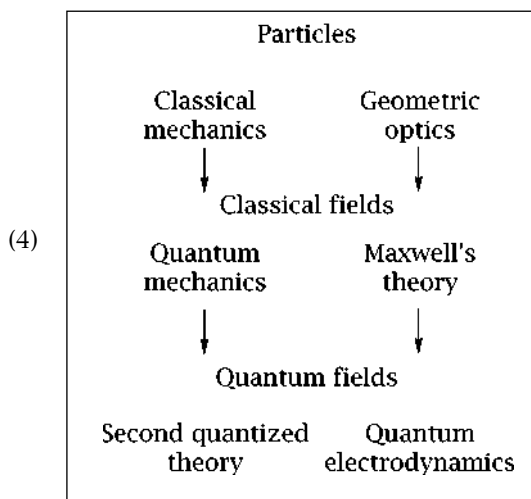 Particles
Classical Geometric
mechanics optics
Classical fields
(4)
Quantum Maxwell's
mechanics theory
Quantum fields
Second quantized Quantum
theory electrodynamics